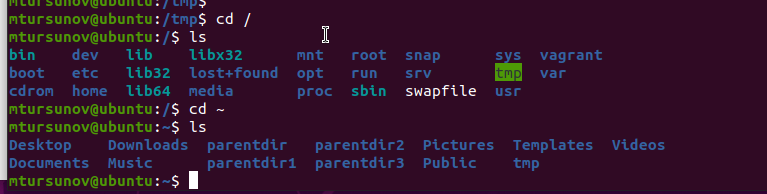 mtursunov@ubuntu:/tmp$
mtursunov@ubuntu:/tmp$ cd /
mtursunov@ubuntu:/$ ls
bin dev lib libx32 mnt root snap sys vagrant
boot etc lib32 lost+found opt run srv tmp var
cdrom home lib64 media proc sbin swapfile usr
mtursunov@ubuntu:/$ cd ~
mtursunov@ubuntu:~$ ls
Desktop Downloads parentdir parentdir2 Pictures Templates Videos
Documents Music parentdir1 parentdir3 Public tmp
mtursunov@ubuntu:~$